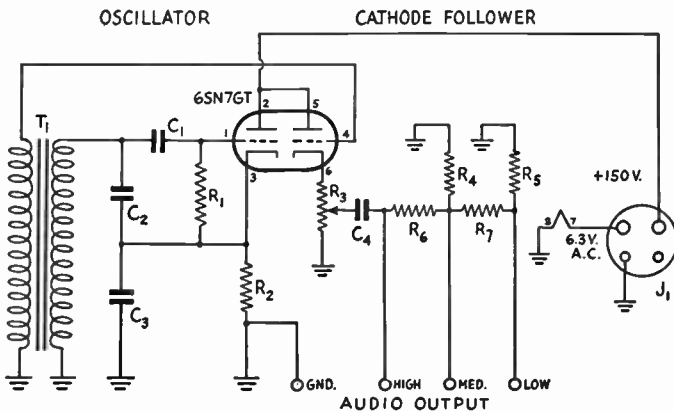 OSCILLATOR CATHODE FOLLOWER
6SN7GT
2 5
T1
C1
1 4
3 6
R1
R3
C2
C4
R4
R5
R6
R7
+150V.
8 7
6.3V.
A.C.
J1
C3
R2
GND. HIGH MED. LOW
AUDIO OUTPUT